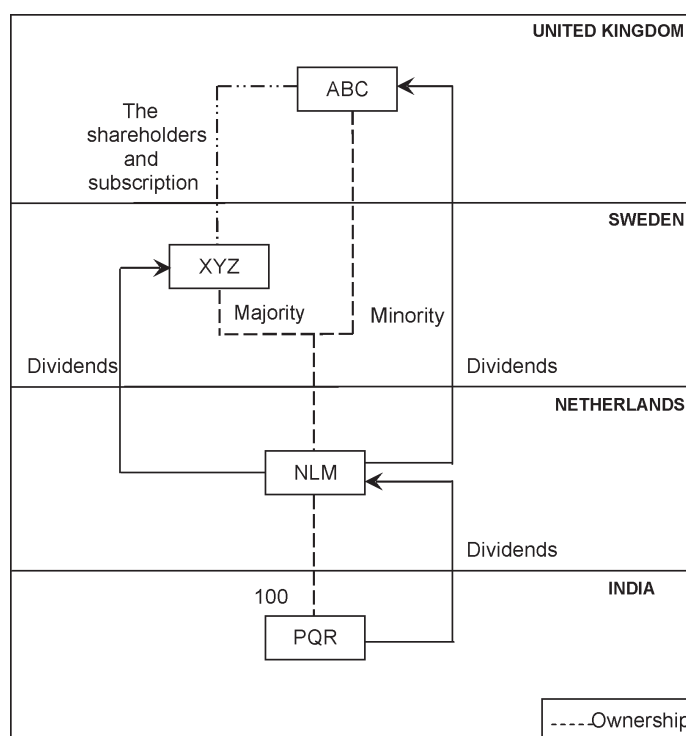 UNITED KINGDOM
ABC
The
shareholders
and
subscription
SWEDEN
XYZ
Majority
Minority
Dividends
Dividends
NETHERLANDS
NLM
Dividends
INDIA
100
PQR
-----Ownership